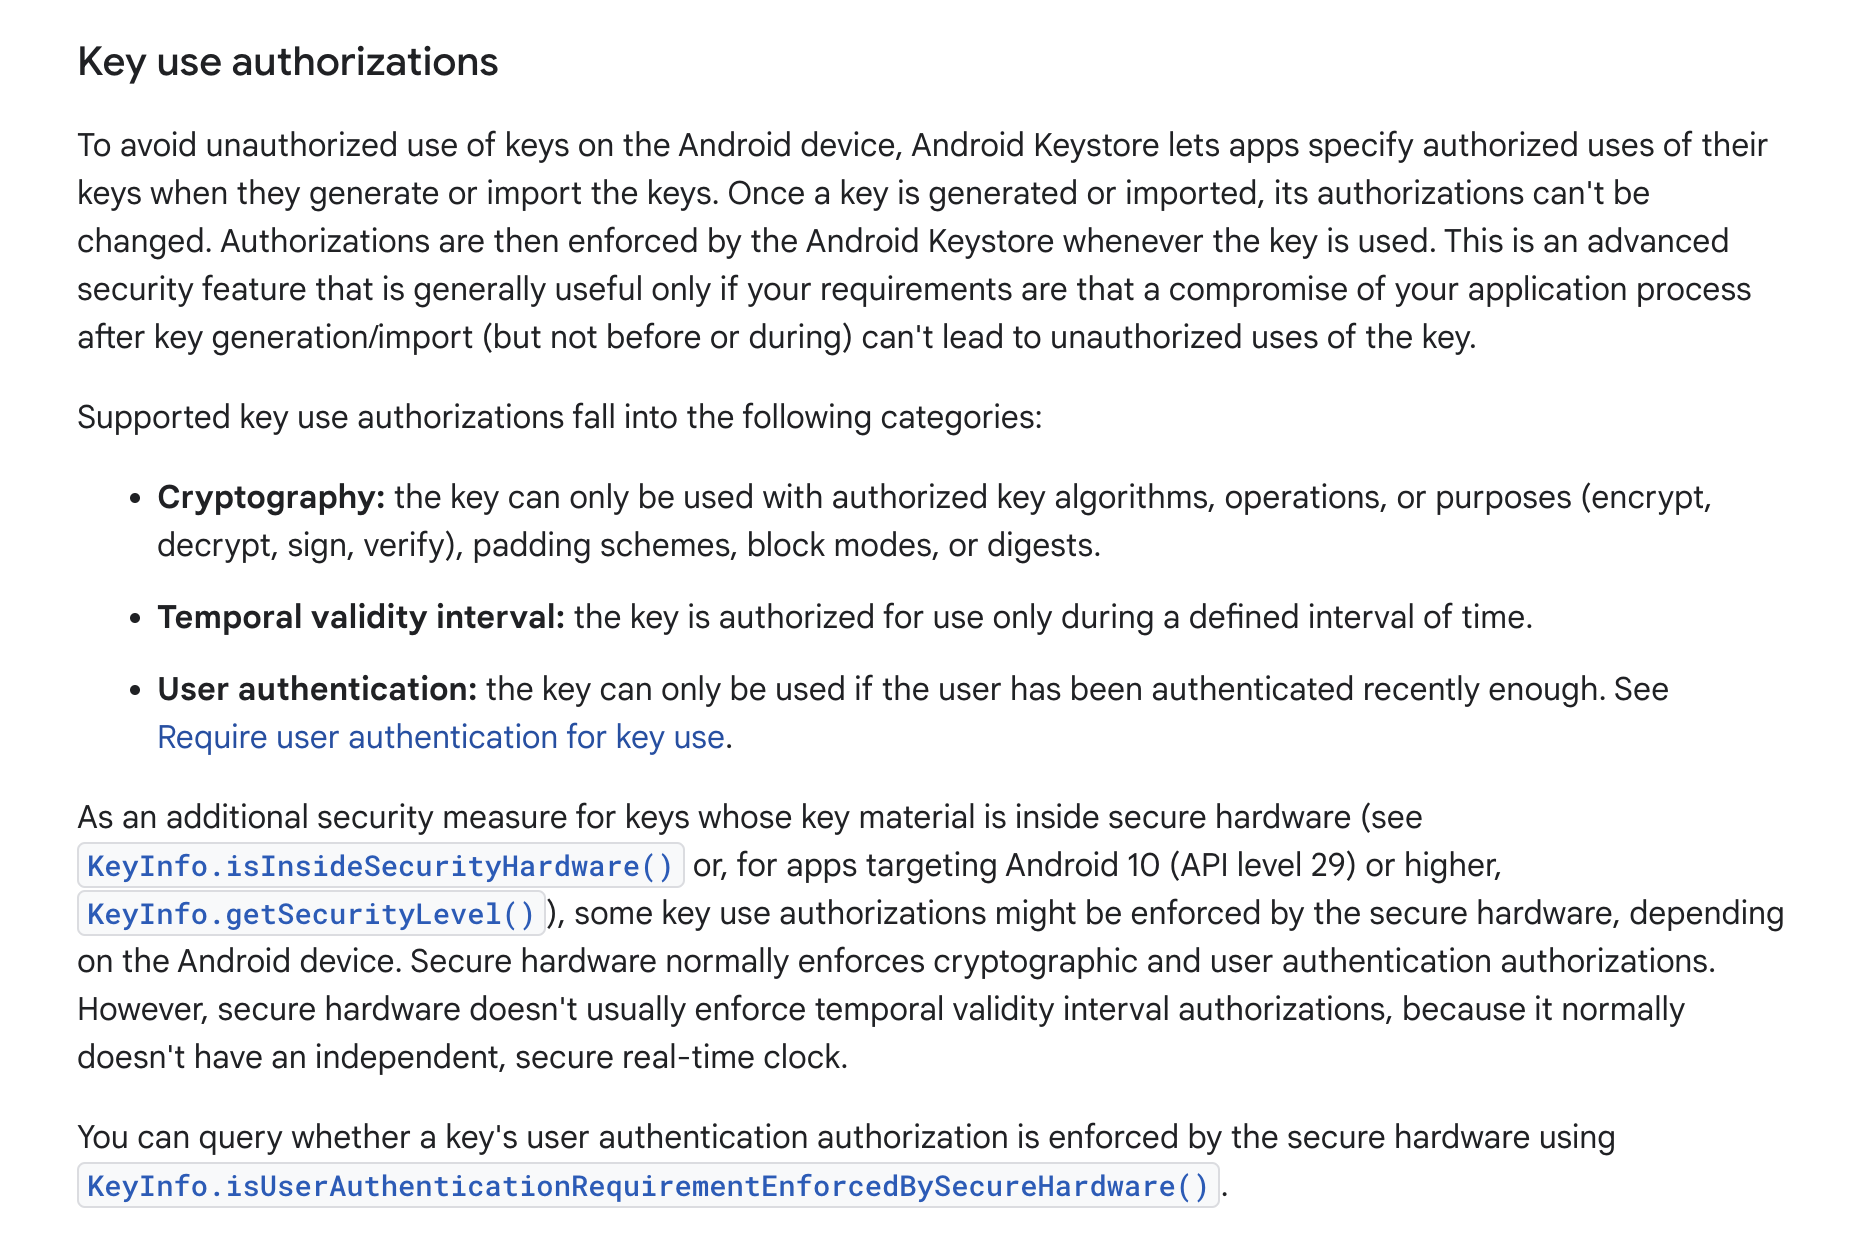 Key use authorizations
To avoid unauthorized use of keys on the Android device, Android Keystore lets apps specify authorized uses of their
keys when they generate or import the keys. Once a key is generated or imported, its authorizations can't be
changed. Authorizations are then enforced by the Android Keystore whenever the key is used. This is an advanced
security feature that is generally useful only if your requirements are that a compromise of your application process
after key generation/import (but not before or during) can't lead to unauthorized uses of the key.
Supported key use authorizations fall into the following categories:
• Cryptography: the key can only be used with authorized key algorithms, operations, or purposes (encrypt,
decrypt, sign, verify), padding schemes, block modes, or digests.
• Temporal validity interval: the key is authorized for use only during a defined interval of time.
• User authentication: the key can only be used if the user has been authenticated recently enough. See
Require user authentication for key use.
As an additional security measure for keys whose key material is inside secure hardware (see
KeyInfo.isInsideSecurityHardware() or, for apps targeting Android 10 (API level 29) or higher,
KeyInfo.getSecurityLevel()), some key use authorizations might be enforced by the secure hardware, depending
on the Android device. Secure hardware normally enforces cryptographic and user authentication authorizations.
However, secure hardware doesn't usually enforce temporal validity interval authorizations, because it normally
doesn't have an independent, secure real-time clock.
You can query whether a key's user authentication authorization is enforced by the secure hardware using
KeyInfo.isUserAuthenticationRequirementEnforcedBySecureHardware().